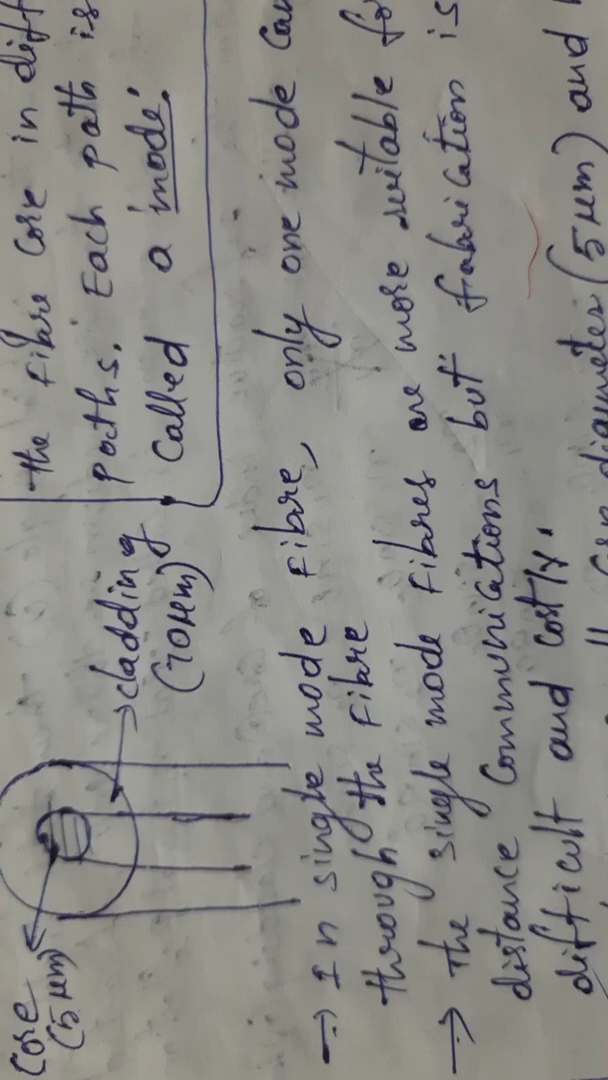 the Fibre Core in diff
paths. Each path is
called a 'mode'.
core
(5 μm)
cladding
(70 μm)
→ In single mode fibre, only one mode can
through the fibre
→ The single mode fibres are more suitable for
distance communications but fabrication is
difficult and costly.
diameter (5 μm) and